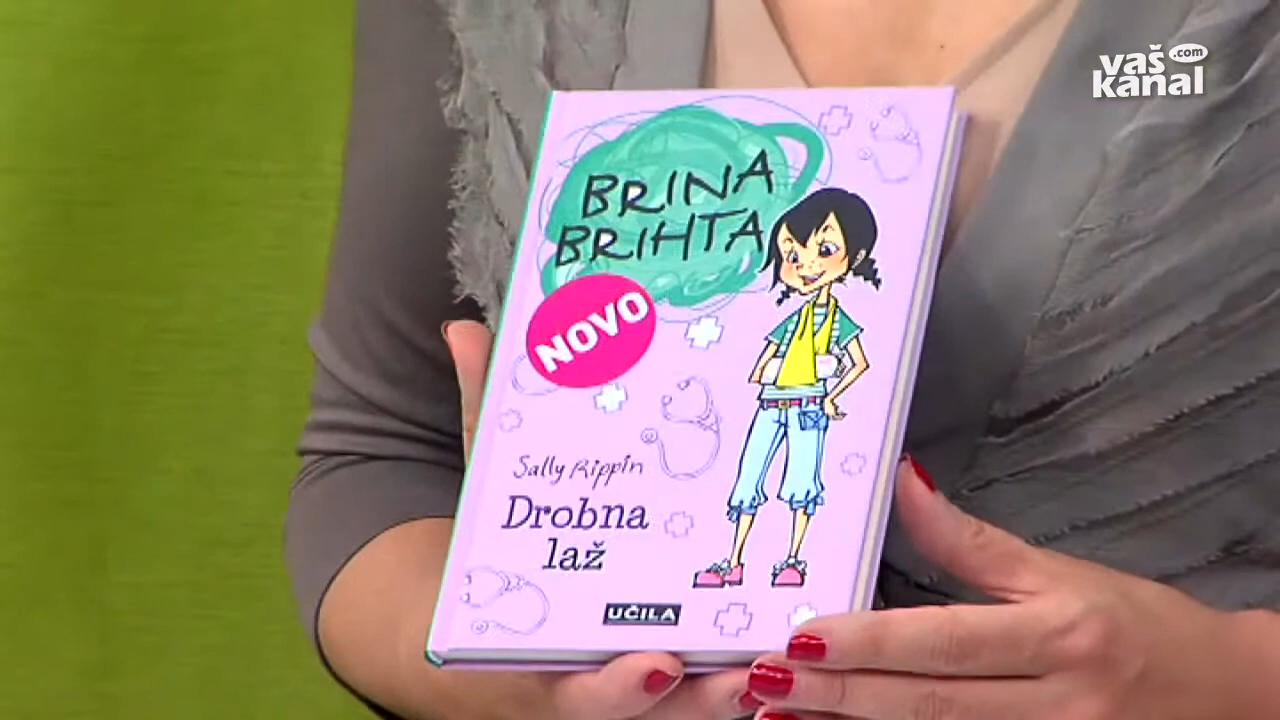 vaš
.com
kanal
BRINA
BRIHTA
NOVO
Sally Rippin
Drobna
laž
UČILA